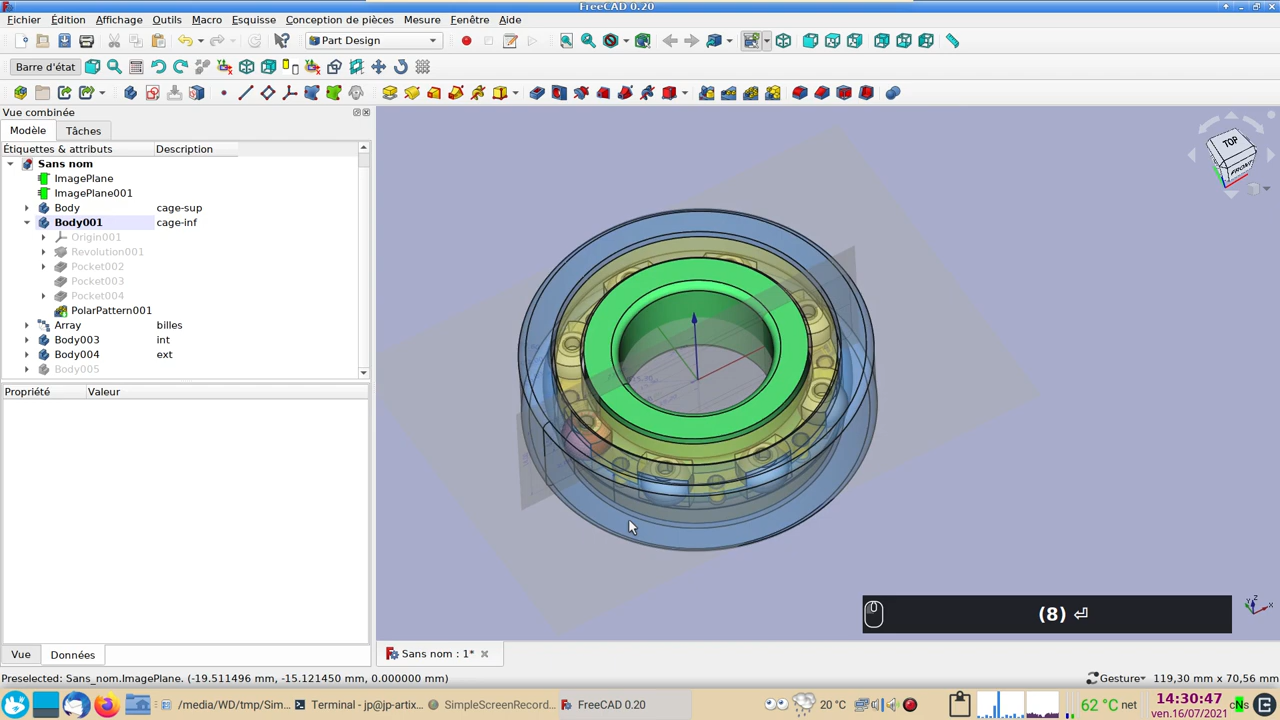 FreeCAD 0.20
Fichier Édition Affichage Outils Macro Esquisse Conception de pièces Mesure Fenêtre Aide
Part Design
Barre d'état
Vue combinée
Modèle Tâches
Étiquettes & attributs Description
Sans nom
ImagePlane
ImagePlane001
Body cage-sup
Body001 cage-inf
Origin001
Revolution001
Pocket002
Pocket003
Pocket004
PolarPattern001
Array billes
Body003 int
Body004 ext
Body005
Propriété Valeur
TOP
FRONT
(8) ⏎
Vue Données
Sans nom : 1*
Preselected: Sans_nom.ImagePlane. (-19.511496 mm, -15.121450 mm, 0.000000 mm)
Gesture 119,30 mm x 70,56 mm
/media/WD/tmp/Sim... Terminal - jp@jp-artix... SimpleScreenRecord... FreeCAD 0.20
20 °C
62 °C net
14:30:47
ven.16/07/2021